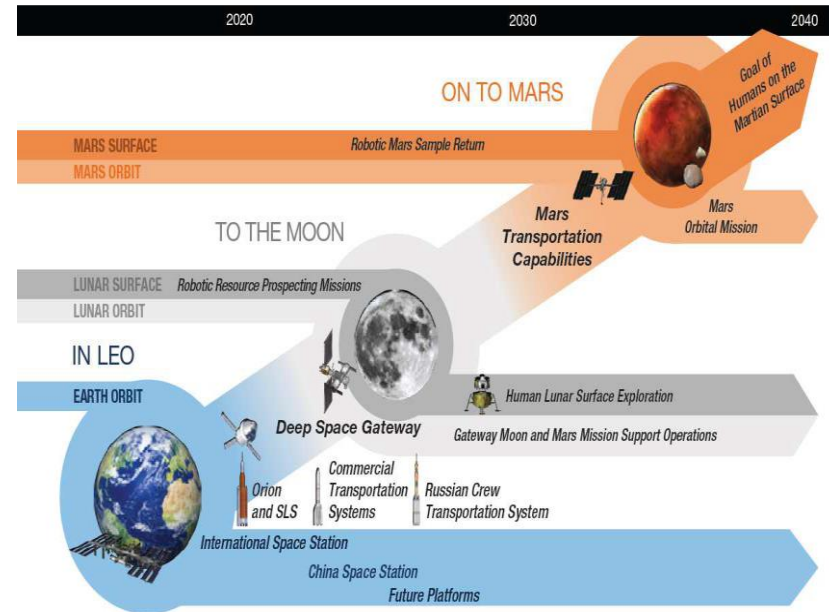 2020
2030
2040
ON TO MARS
Goal of
Humans on the
Martian Surface
MARS SURFACE
Robotic Mars Sample Return
MARS ORBIT
Mars
Orbital Mission
Mars
Transportation
Capabilities
TO THE MOON
LUNAR SURFACE
Robotic Resource Prospecting Missions
LUNAR ORBIT
IN LEO
EARTH ORBIT
Human Lunar Surface Exploration
Deep Space Gateway
Gateway Moon and Mars Mission Support Operations
Orion
and SLS
Commercial
Transportation
Systems
Russian Crew
Transportation System
International Space Station
China Space Station
Future Platforms